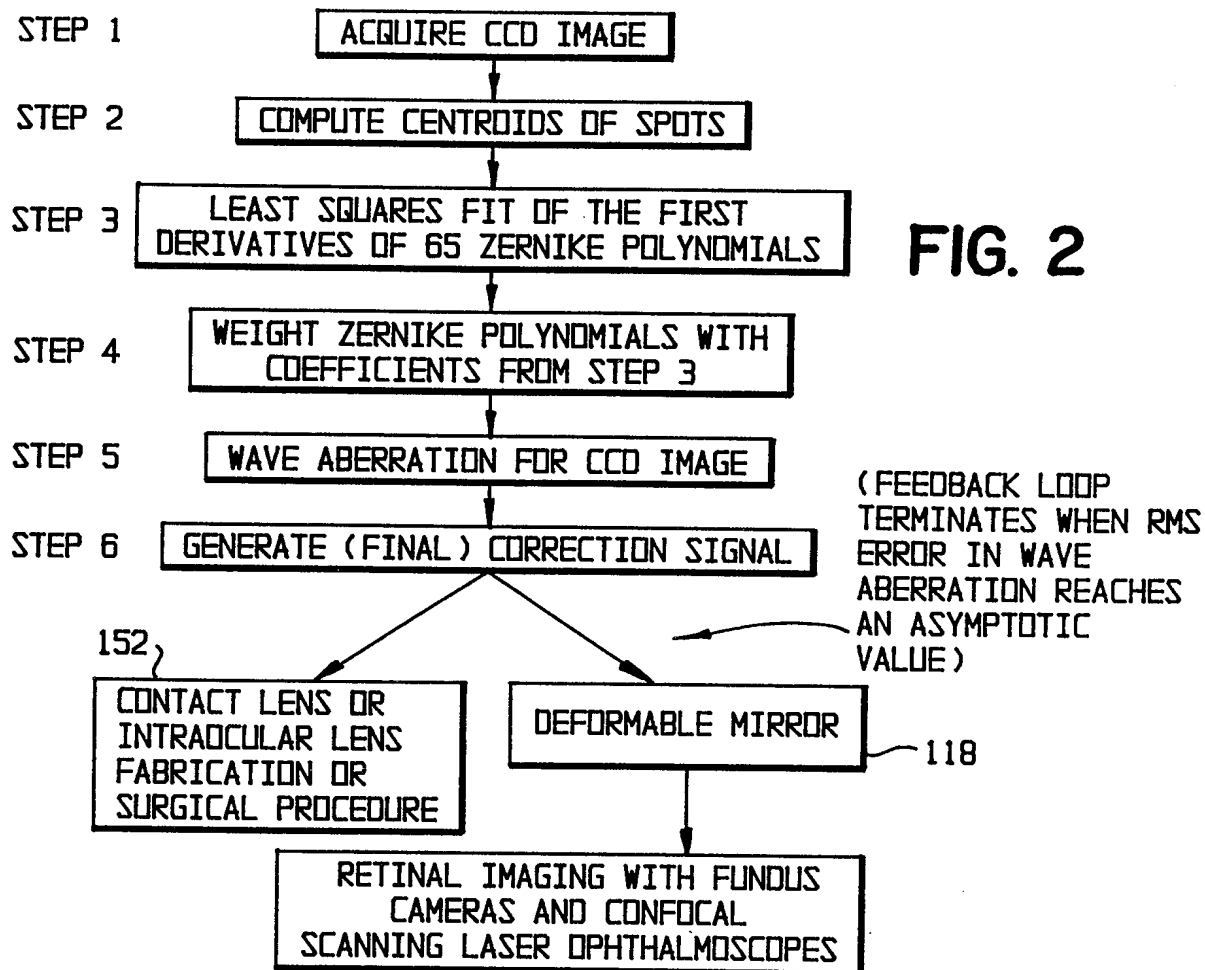 STEP 1
ACQUIRE CCD IMAGE
STEP 2
COMPUTE CENTROIDS OF SPOTS
STEP 3
LEAST SQUARES FIT OF THE FIRST
DERIVATIVES OF 65 ZERNIKE POLYNOMIALS
FIG. 2
STEP 4
WEIGHT ZERNIKE POLYNOMIALS WITH
COEFFICIENTS FROM STEP 3
STEP 5
WAVE ABERRATION FOR CCD IMAGE
STEP 6
GENERATE (FINAL) CORRECTION SIGNAL
(FEEDBACK LOOP
TERMINATES WHEN RMS
ERROR IN WAVE
ABERRATION REACHES
AN ASYMPTOTIC
VALUE)
152
CONTACT LENS OR
INTRAOCULAR LENS
FABRICATION OR
SURGICAL PROCEDURE
DEFORMABLE MIRROR
118
RETINAL IMAGING WITH FUNDUS
CAMERAS AND CONFOCAL
SCANNING LASER OPHTHALMOSCOPES